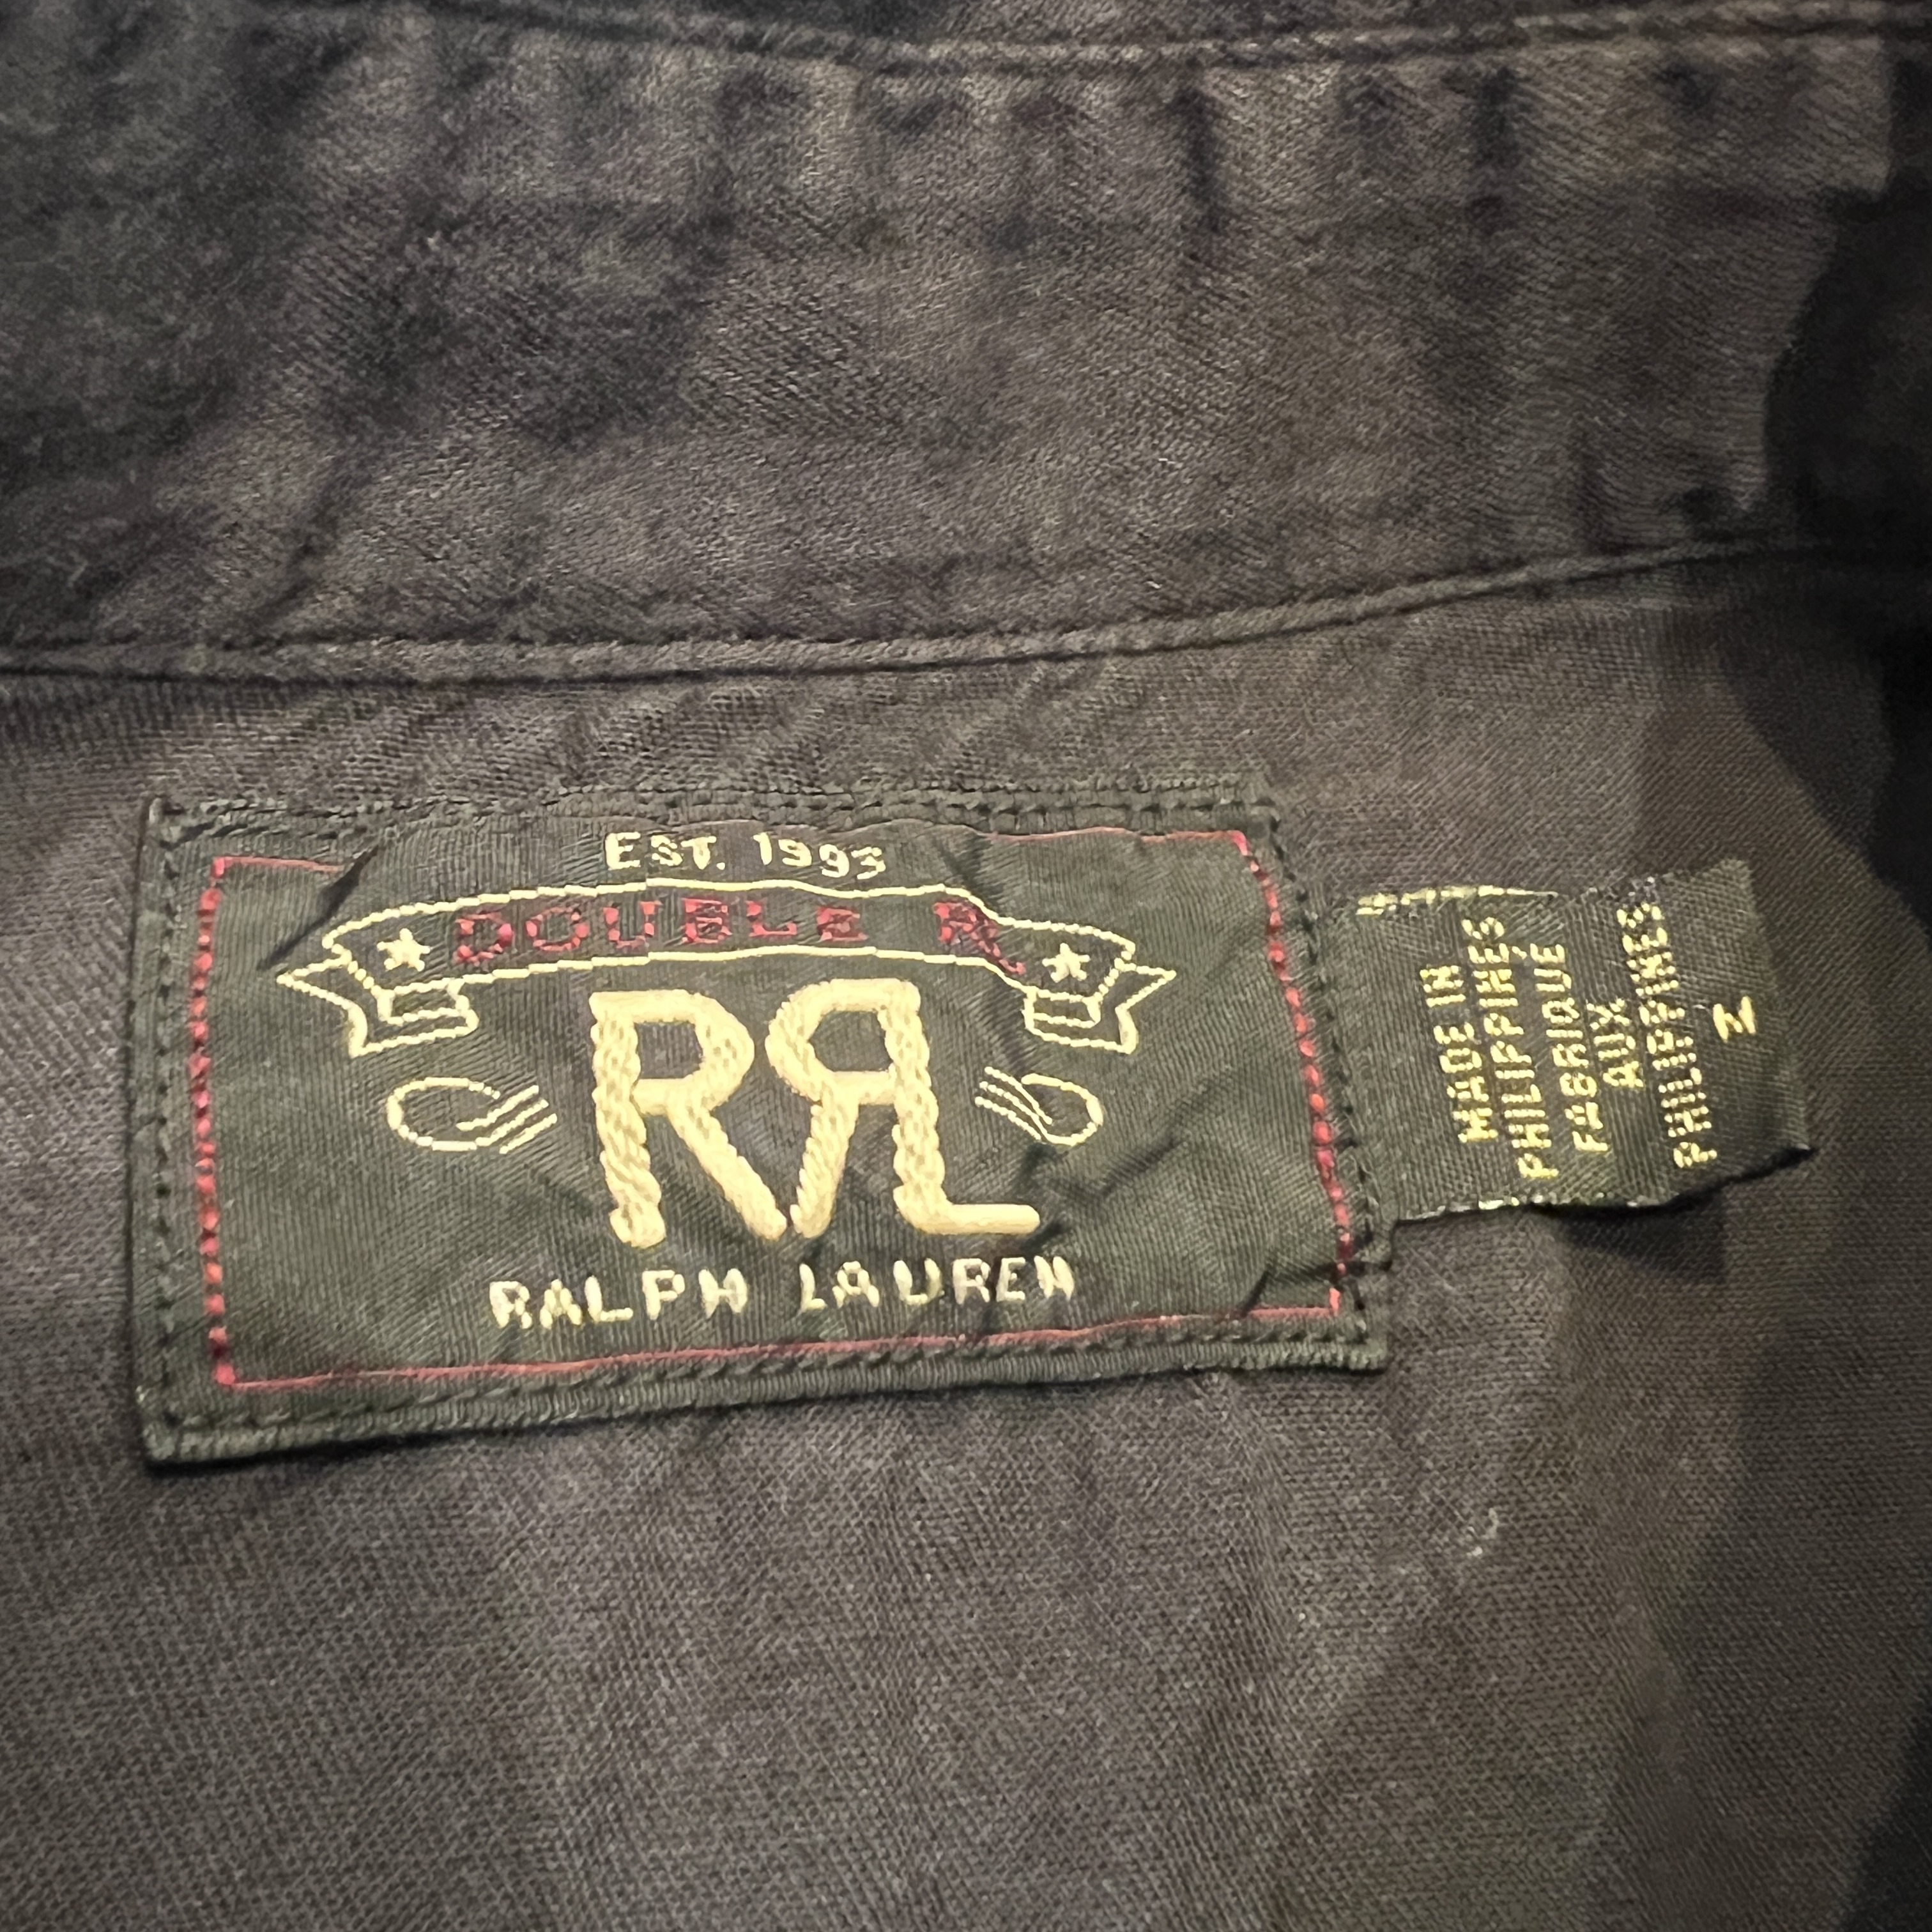 EST. 1993
DOUBLE R
RRL
RALPH LAUREN
MADE IN
PHILIPPINES
FABRIQUE
AUX
PHILIPPINES
M